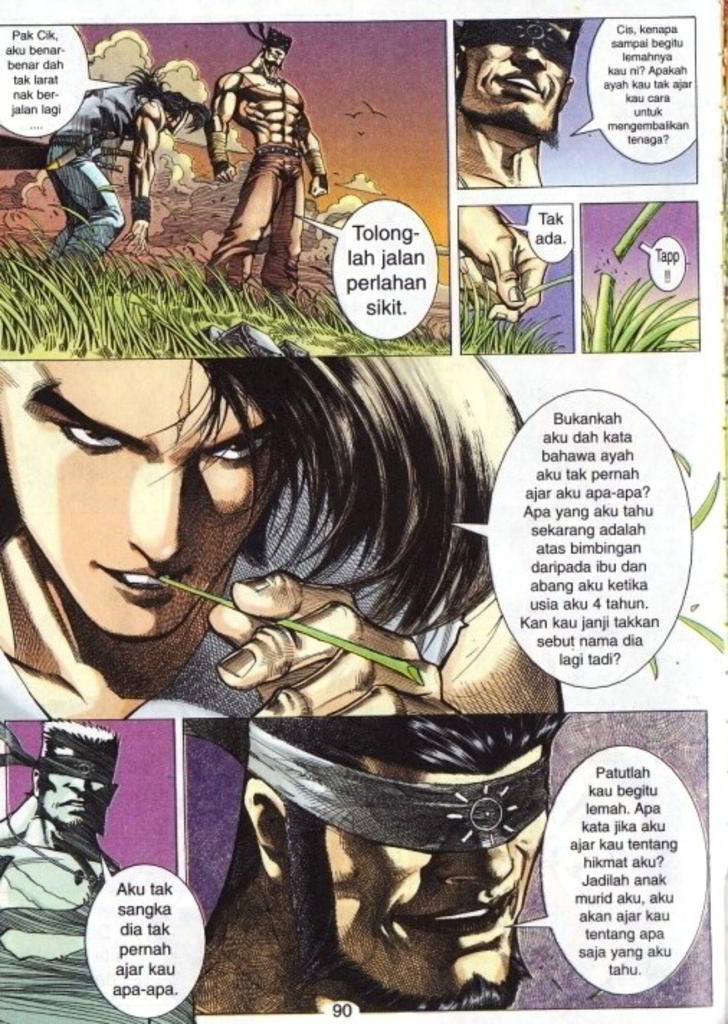 Pak Cik,
aku benar-
benar dah
tak larat
nak ber-
jalan lagi
....
Tolong-
lah jalan
perlahan
sikit.
Cis, kenapa
sampai begitu
lemahnya
kau ni? Apakah
ayah kau tak ajar
kau cara
untuk
mengembalikan
tenaga?
Tak
ada.
Tapp
!!
Bukankah
aku dah kata
bahawa ayah
aku tak pernah
ajar aku apa-apa?
Apa yang aku tahu
sekarang adalah
atas bimbingan
daripada ibu dan
abang aku ketika
usia aku 4 tahun.
Kan kau janji takkan
sebut nama dia
lagi tadi?
Aku tak
sangka
dia tak
pernah
ajar kau
apa-apa.
Patutlah
kau begitu
lemah. Apa
kata jika aku
ajar kau tentang
hikmat aku?
Jadilah anak
murid aku, aku
akan ajar kau
tentang apa
saja yang aku
tahu.
90